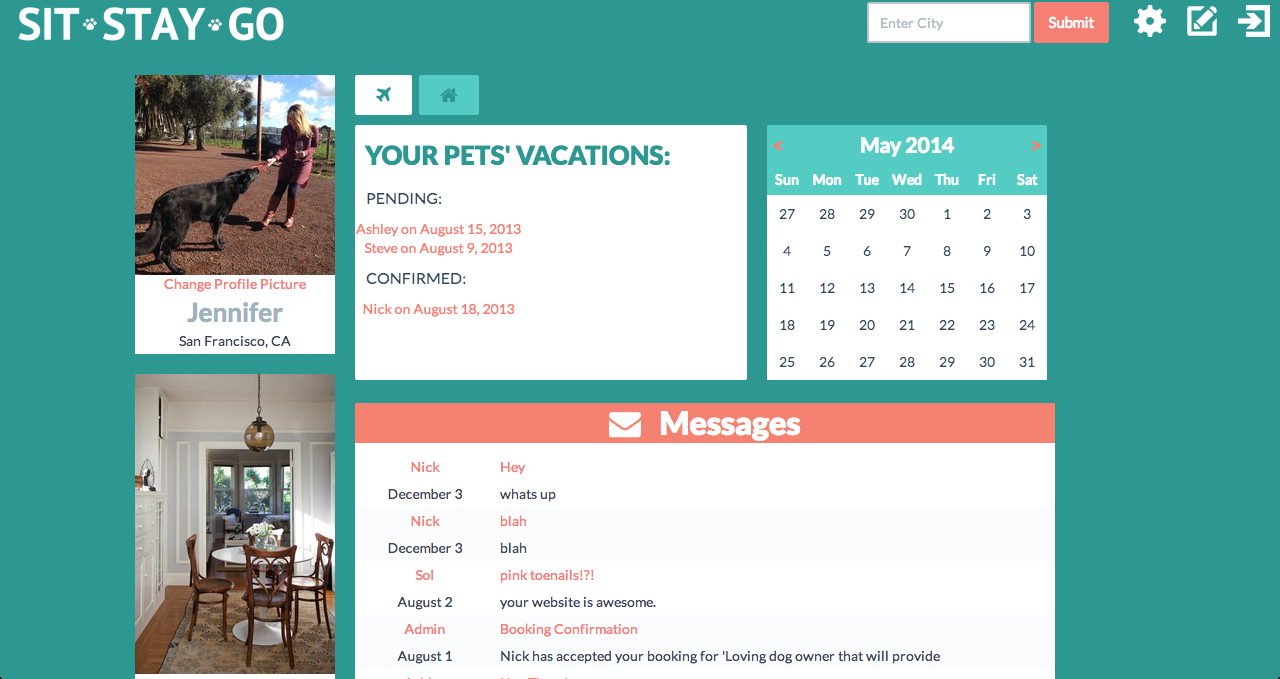 SIT STAY GO
Enter City
Submit
Change Profile Picture
Jennifer
San Francisco, CA
YOUR PETS' VACATIONS:
PENDING:
Ashley on August 15, 2013
Steve on August 9, 2013
CONFIRMED:
Nick on August 18, 2013
< May 2014 >
Sun Mon Tue Wed Thu Fri Sat
27 28 29 30 1 2 3
4 5 6 7 8 9 10
11 12 13 14 15 16 17
18 19 20 21 22 23 24
25 26 27 28 29 30 31
Messages
Nick Hey
December 3 whats up
Nick blah
December 3 blah
Sol pink toenails!?!
August 2 your website is awesome.
Admin Booking Confirmation
August 1 Nick has accepted your booking for 'Loving dog owner that will provide